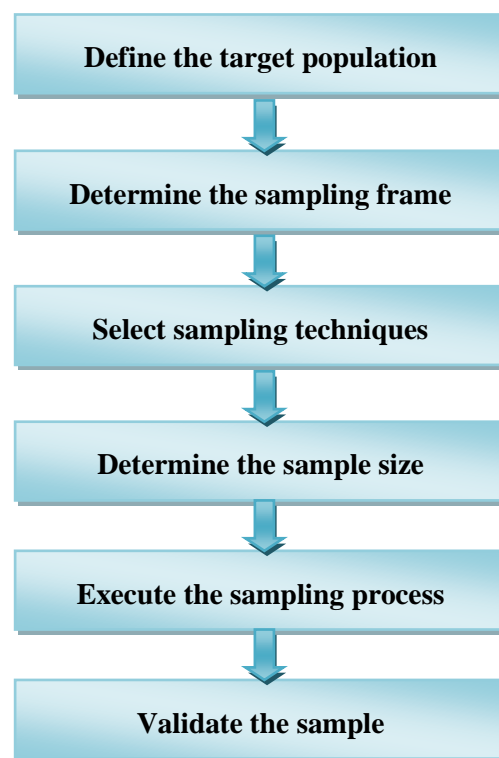 Define the target population
Determine the sampling frame
Select sampling techniques
Determine the sample size
Execute the sampling process
Validate the sample